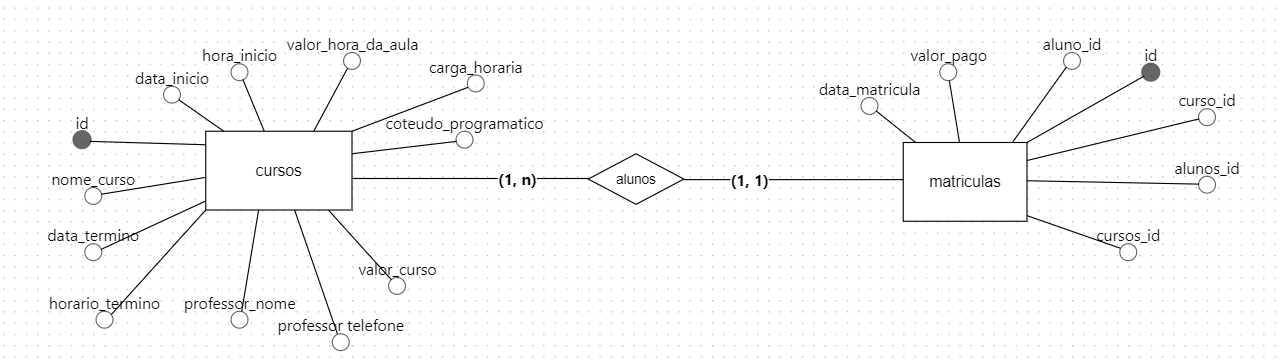 valor_hora_da_aula
hora_inicio
carga_horaria
data_inicio
id
coteudo_programatico
cursos
nome_curso
data_termino
valor_curso
horario_termino
professor_nome
professor telefone
(1, n)
alunos
(1, 1)
aluno_id
valor_pago
id
data_matricula
curso_id
alunos_id
matriculas
cursos_id